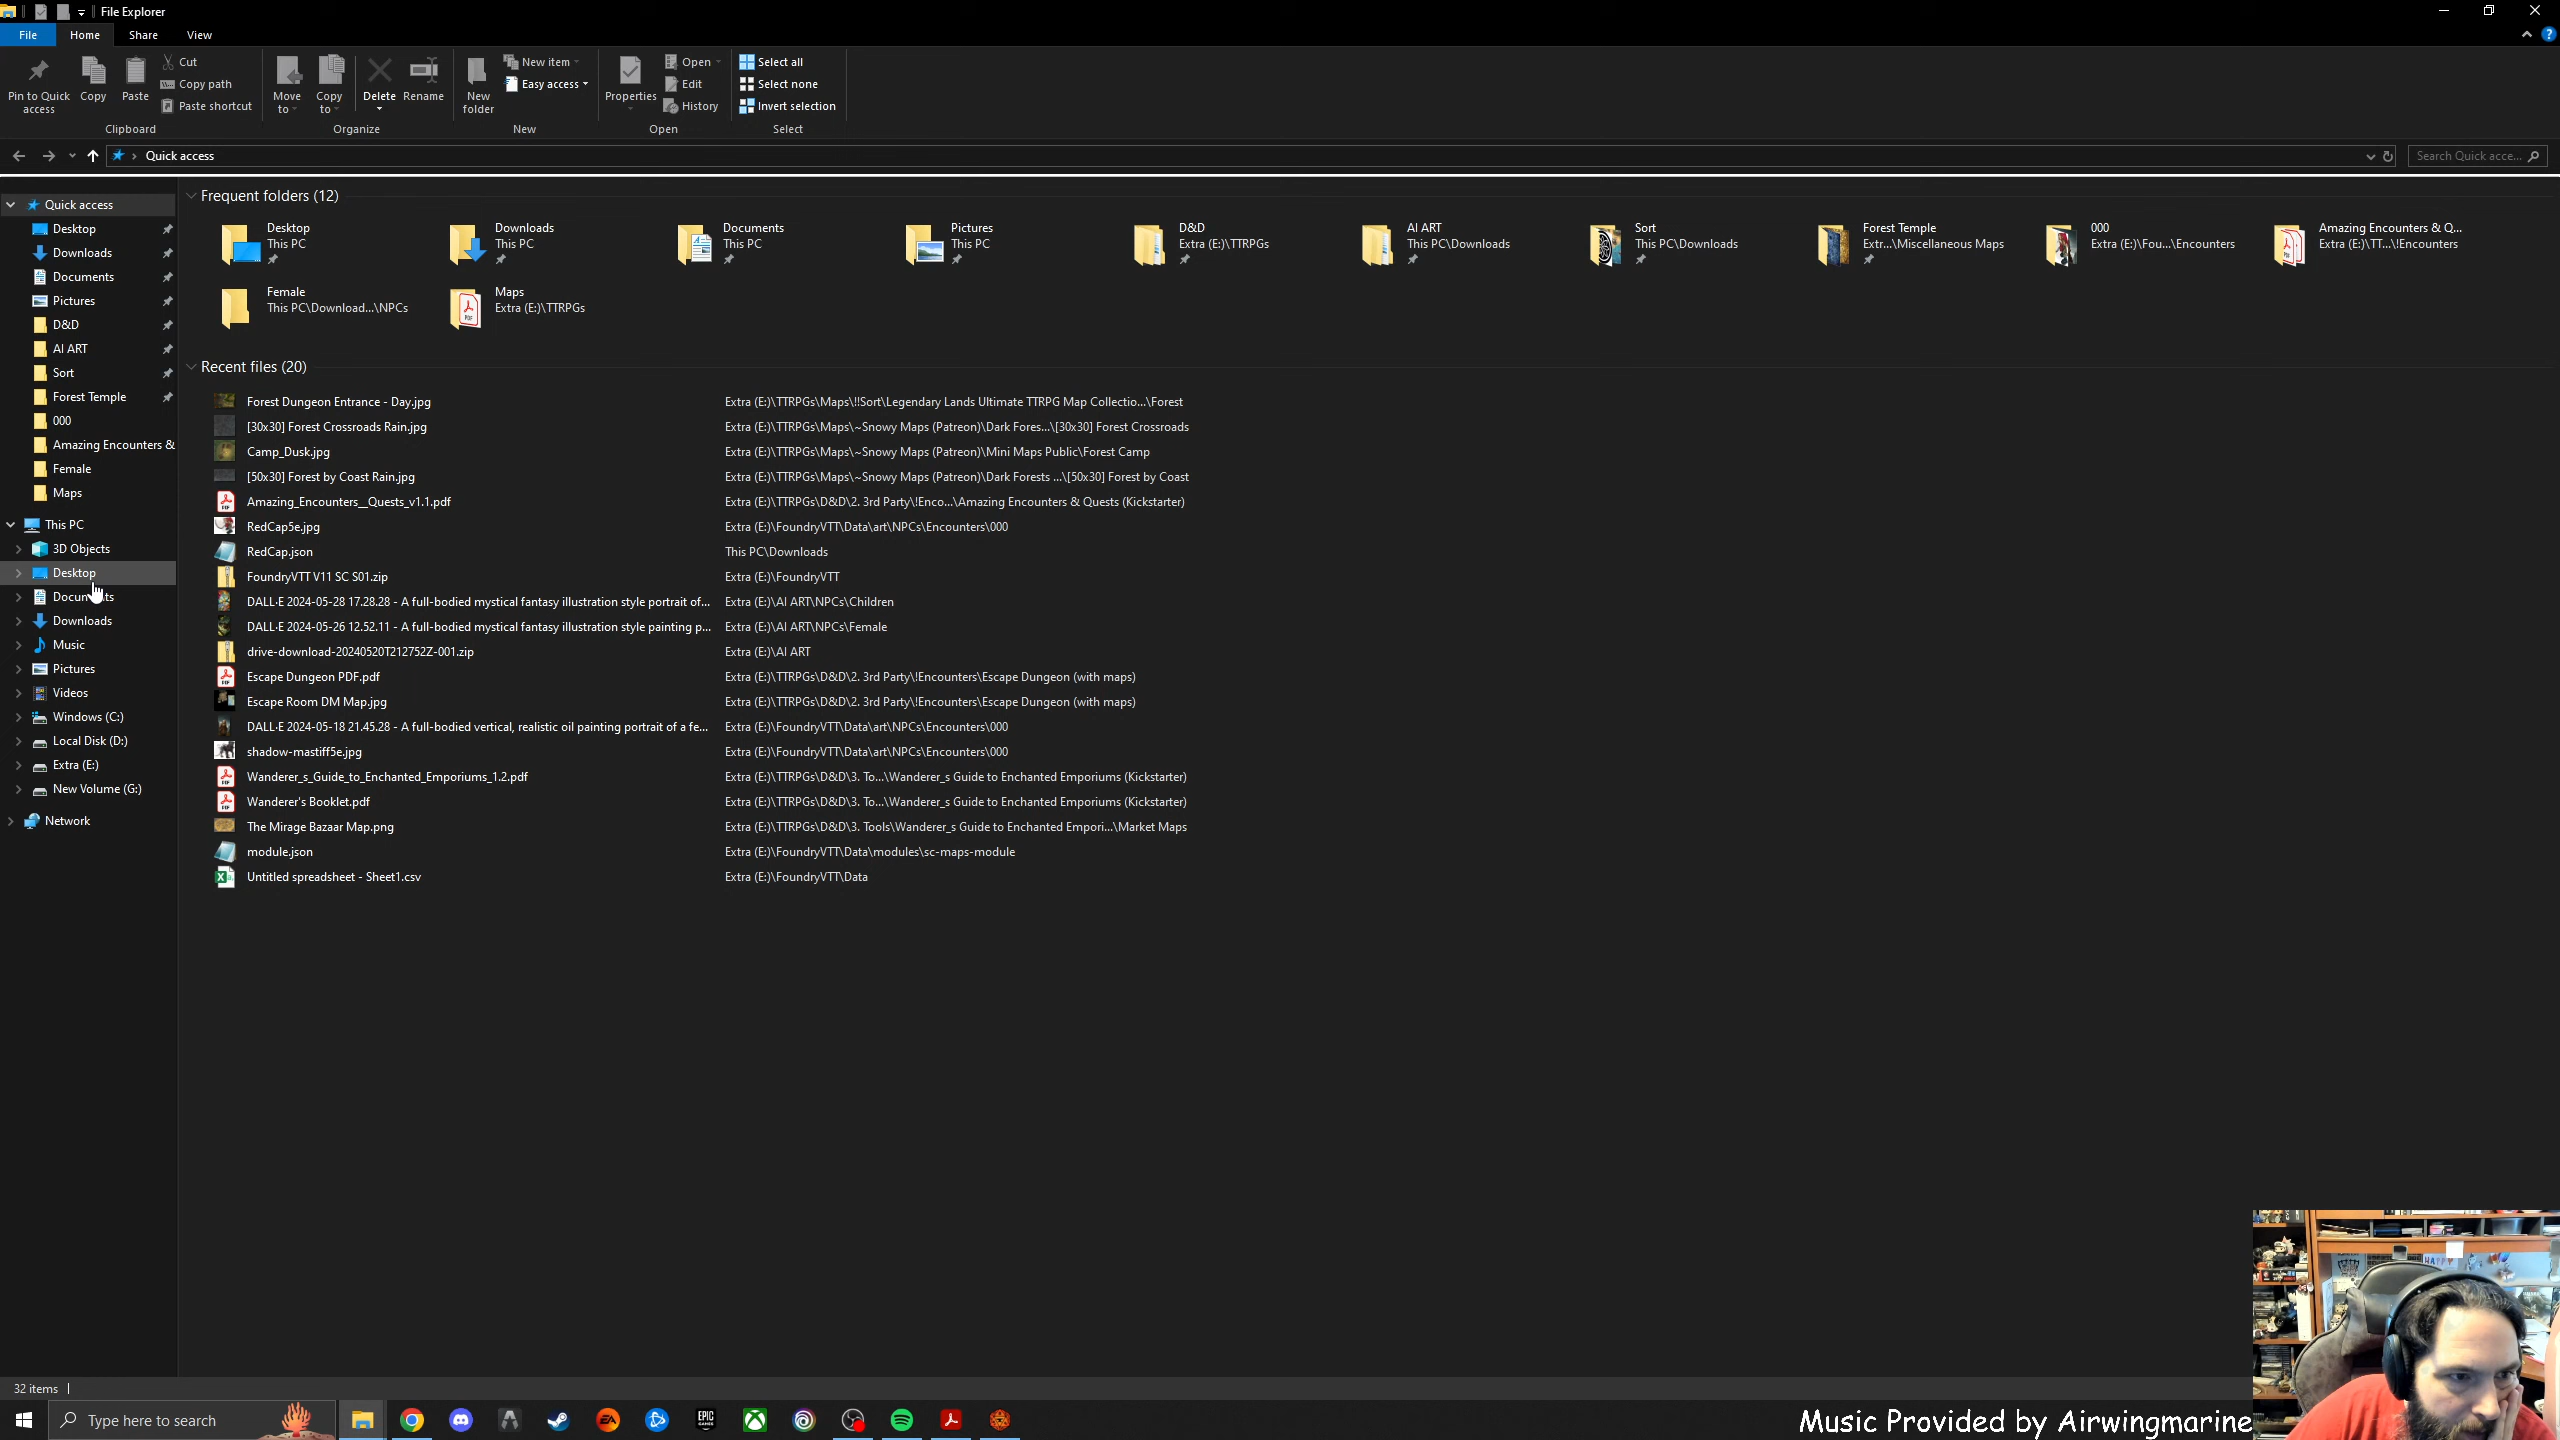 File Explorer
File Home Share View
Pin to Quick access
Copy
Paste
Cut
Copy path
Paste shortcut
Clipboard
Move to
Copy to
Delete
Rename
Organize
New folder
New item
Easy access
New
Properties
Open
Edit
History
Open
Select all
Select none
Invert selection
Select
Quick access
Search Quick acce...
Quick access
Desktop
Downloads
Documents
Pictures
D&D
AI ART
Sort
Forest Temple
000
Amazing Encounters &
Female
Maps
This PC
3D Objects
Desktop
Documents
Downloads
Music
Pictures
Videos
Windows (C:)
Local Disk (D:)
Extra (E:)
New Volume (G:)
Network
Frequent folders (12)
Desktop
This PC
Downloads
This PC
Documents
This PC
Pictures
This PC
D&D
Extra (E:)\TTRPGs
AI ART
This PC\Downloads
Sort
This PC\Downloads
Forest Temple
Extr...\Miscellaneous Maps
000
Extra (E:)\Fou...\Encounters
Amazing Encounters & Q...
Extra (E:)\TT...\!Encounters
Female
This PC\Download...\NPCs
Maps
Extra (E:)\TTRPGs
Recent files (20)
Forest Dungeon Entrance - Day.jpg Extra (E:)\TTRPGs\Maps\!!Sort\Legendary Lands Ultimate TTRPG Map Collectio...\Forest
[30x30] Forest Crossroads Rain.jpg Extra (E:)\TTRPGs\Maps\~Snowy Maps (Patreon)\Dark Fores...\[30x30] Forest Crossroads
Camp_Dusk.jpg Extra (E:)\TTRPGs\Maps\~Snowy Maps (Patreon)\Mini Maps Public\Forest Camp
[50x30] Forest by Coast Rain.jpg Extra (E:)\TTRPGs\Maps\~Snowy Maps (Patreon)\Dark Forests ...\[50x30] Forest by Coast
Amazing_Encounters__Quests_v1.1.pdf Extra (E:)\TTRPGs\D&D\2. 3rd Party\!Enco...\Amazing Encounters & Quests (Kickstarter)
RedCap5e.jpg Extra (E:)\FoundryVTT\Data\art\NPCs\Encounters\000
RedCap.json This PC\Downloads
FoundryVTT V11 SC S01.zip Extra (E:)\FoundryVTT
DALL·E 2024-05-28 17.28.28 - A full-bodied mystical fantasy illustration style portrait of... Extra (E:)\AI ART\NPCs\Children
DALL·E 2024-05-26 12.52.11 - A full-bodied mystical fantasy illustration style painting p... Extra (E:)\AI ART\NPCs\Female
drive-download-20240520T212752Z-001.zip Extra (E:)\AI ART
Escape Dungeon PDF.pdf Extra (E:)\TTRPGs\D&D\2. 3rd Party\!Encounters\Escape Dungeon (with maps)
Escape Room DM Map.jpg Extra (E:)\TTRPGs\D&D\2. 3rd Party\!Encounters\Escape Dungeon (with maps)
DALL·E 2024-05-18 21.45.28 - A full-bodied vertical, realistic oil painting portrait of a fe... Extra (E:)\FoundryVTT\Data\art\NPCs\Encounters\000
shadow-mastiff5e.jpg Extra (E:)\FoundryVTT\Data\art\NPCs\Encounters\000
Wanderer_s_Guide_to_Enchanted_Emporiums_1.2.pdf Extra (E:)\TTRPGs\D&D\3. To...\Wanderer_s Guide to Enchanted Emporiums (Kickstarter)
Wanderer's Booklet.pdf Extra (E:)\TTRPGs\D&D\3. To...\Wanderer_s Guide to Enchanted Emporiums (Kickstarter)
The Mirage Bazaar Map.png Extra (E:)\TTRPGs\D&D\3. Tools\Wanderer_s Guide to Enchanted Empori...\Market Maps
module.json Extra (E:)\FoundryVTT\Data\modules\sc-maps-module
Untitled spreadsheet - Sheet1.csv Extra (E:)\FoundryVTT\Data
32 items
Type here to search
EPIC GAMES
Music Provided by Airwingmarine